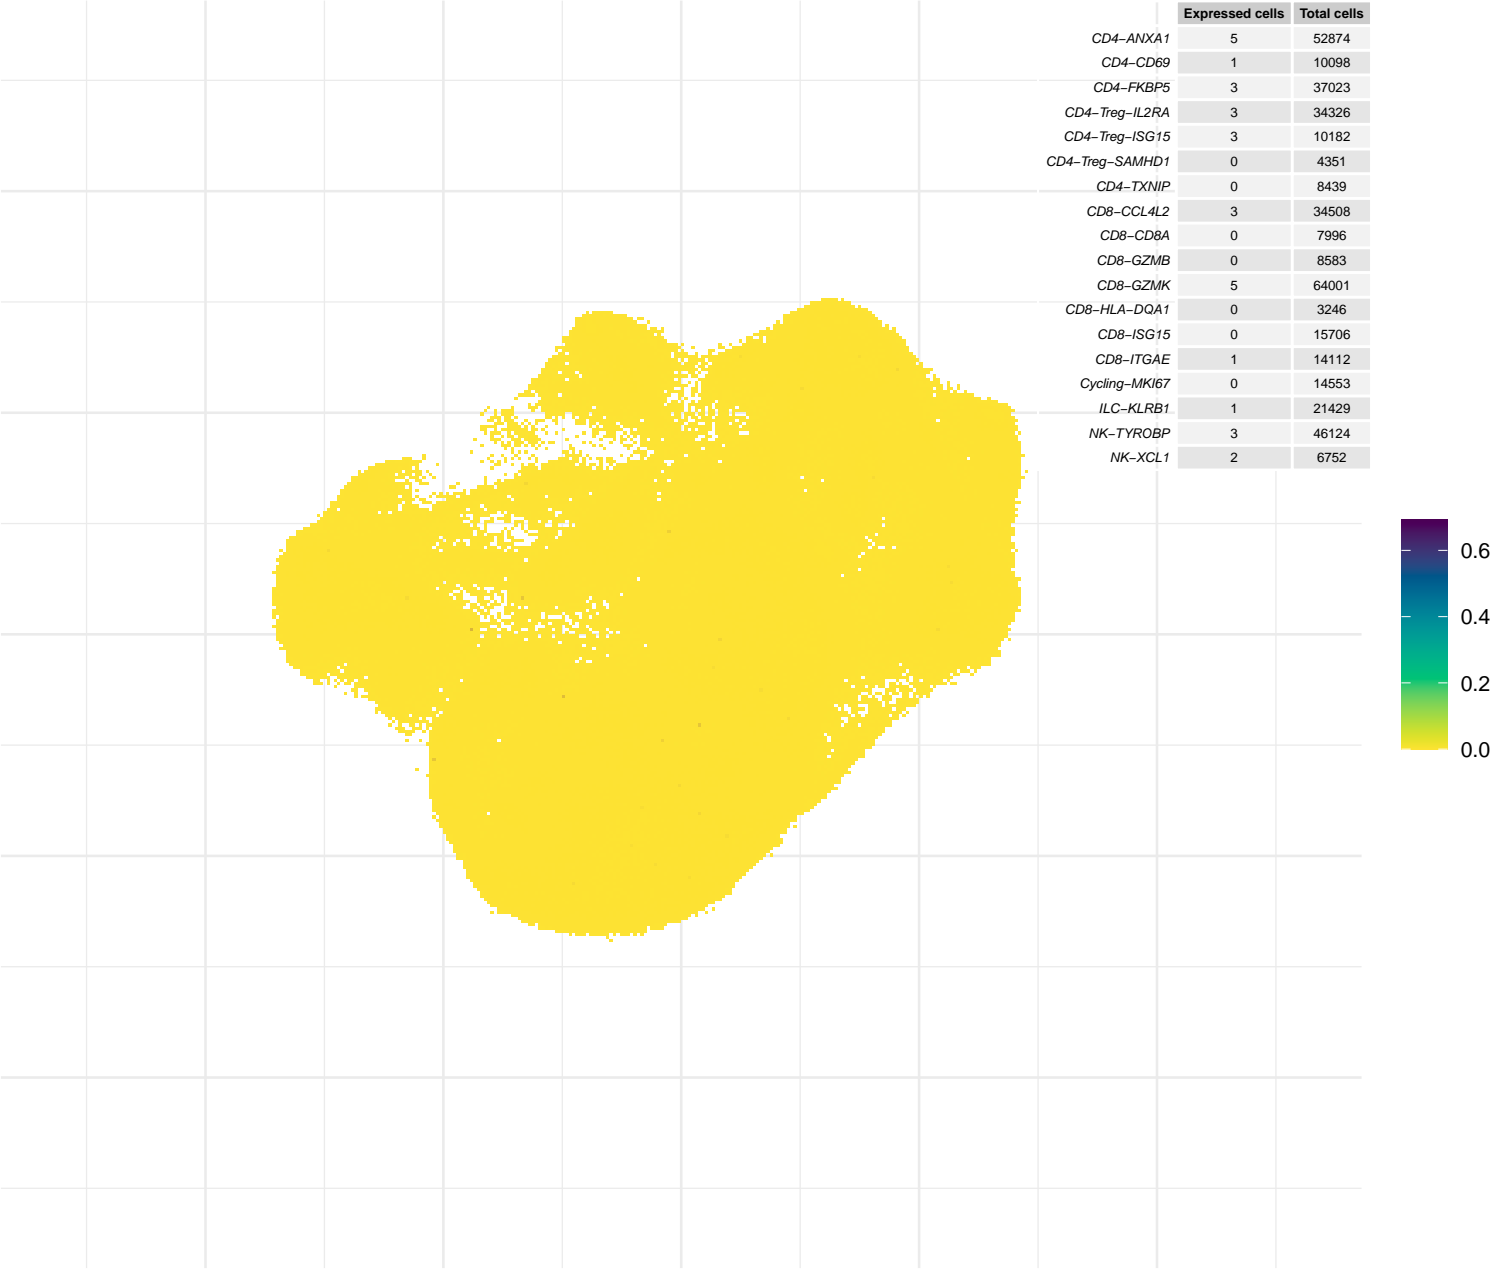 Expressed cells Total cells
CD4−ANXA1 5 52874
CD4−CD69 1 10098
CD4−FKBP5 3 37023
CD4−Treg−IL2RA 3 34326
CD4−Treg−ISG15 3 10182
CD4−Treg−SAMHD1 0 4351
CD4−TXNIP 0 8439
CD8−CCL4L2 3 34508
CD8−CD8A 0 7996
CD8−GZMB 0 8583
CD8−GZMK 5 64001
CD8−HLA−DQA1 0 3246
CD8−ISG15 0 15706
CD8−ITGAE 1 14112
Cycling−MKI67 0 14553
ILC−KLRB1 1 21429
NK−TYROBP 3 46124
NK−XCL1 2 6752
0.6
0.4
0.2
0.0